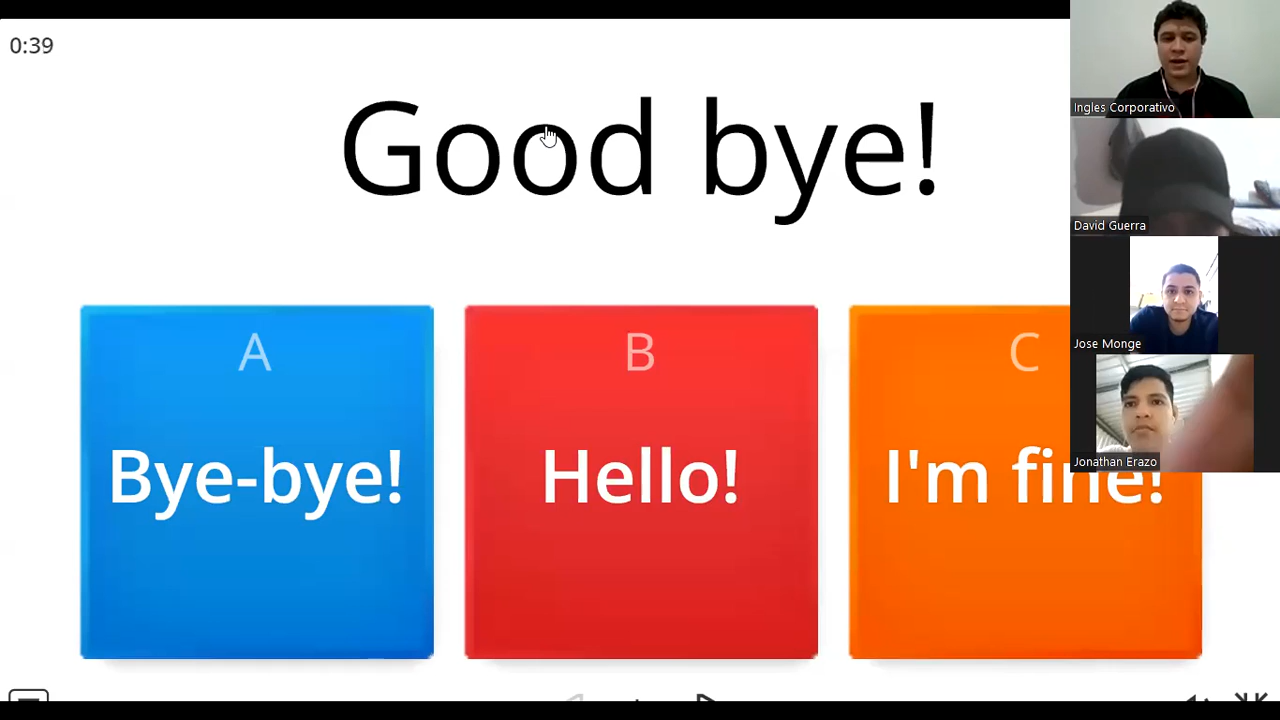 0:39
Good bye!
A
Bye-bye!
B
Hello!
C
I'm fine!
Ingles Corporativo
David Guerra
Jose Monge
Jonathan Erazo